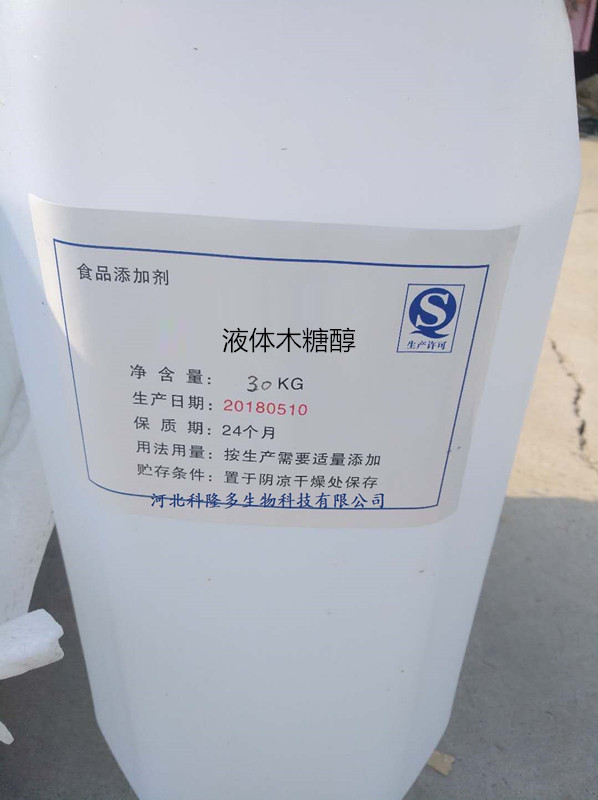 食品添加剂
生产许可
液体木糖醇
净含量：30KG
生产日期：20180510
保质期：24个月
用法用量：按生产需要适量添加
贮存条件：置于阴凉干燥处保存
河北科隆多生物科技有限公司